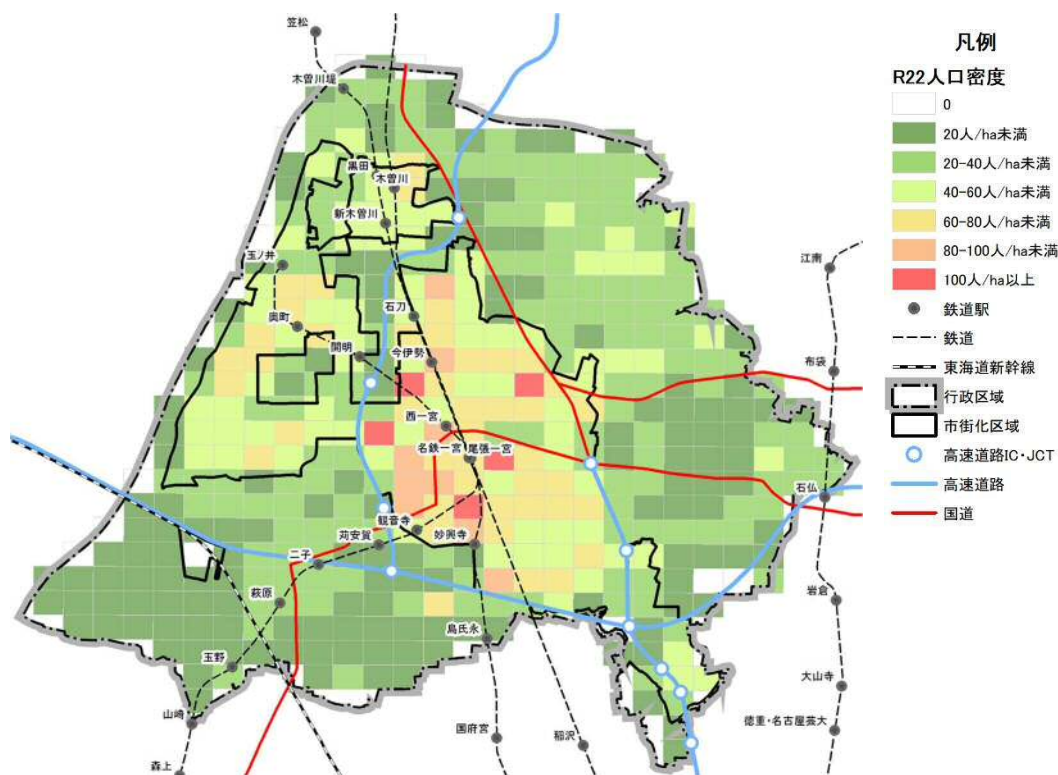 凡例
R22人口密度
0
20人/ha未満
20-40人/ha未満
40-60人/ha未満
60-80人/ha未満
80-100人/ha未満
100人/ha以上
鉄道駅
鉄道
東海道新幹線
行政区域
市街化区域
高速道路IC・JCT
高速道路
国道
笠松
木曽川堤
黒田
木曽川
新木曽川
玉ノ井
江南
石刀
奥町
開明
今伊勢
布袋
西一宮
名鉄一宮
尾張一宮
石仏
観音寺
苅安賀
妙興寺
二子
萩原
岩倉
島氏永
玉野
大山寺
山崎
国府宮
稲沢
徳重・名古屋芸大
森上